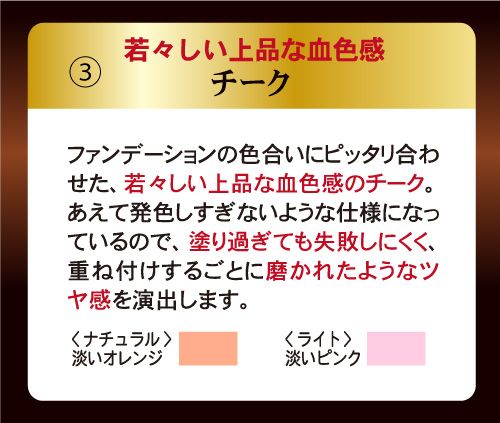 ③
若々しい上品な血色感
チーク
ファンデーションの色合いにピッタリ合わ
せた、若々しい上品な血色感のチーク。
あえて発色しすぎないような仕様になっ
ているので、塗り過ぎても失敗しにくく、
重ね付けするごとに磨かれたようなツ
ヤ感を演出します。
〈ナチュラル〉
淡いオレンジ
〈ライト〉
淡いピンク